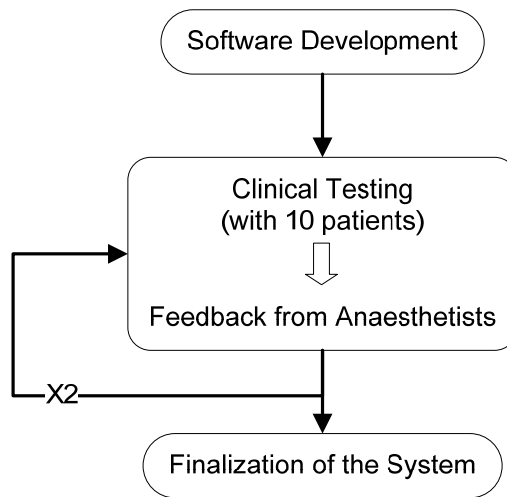 Software Development
Clinical Testing
(with 10 patients)
Feedback from Anaesthetists
X2
Finalization of the System